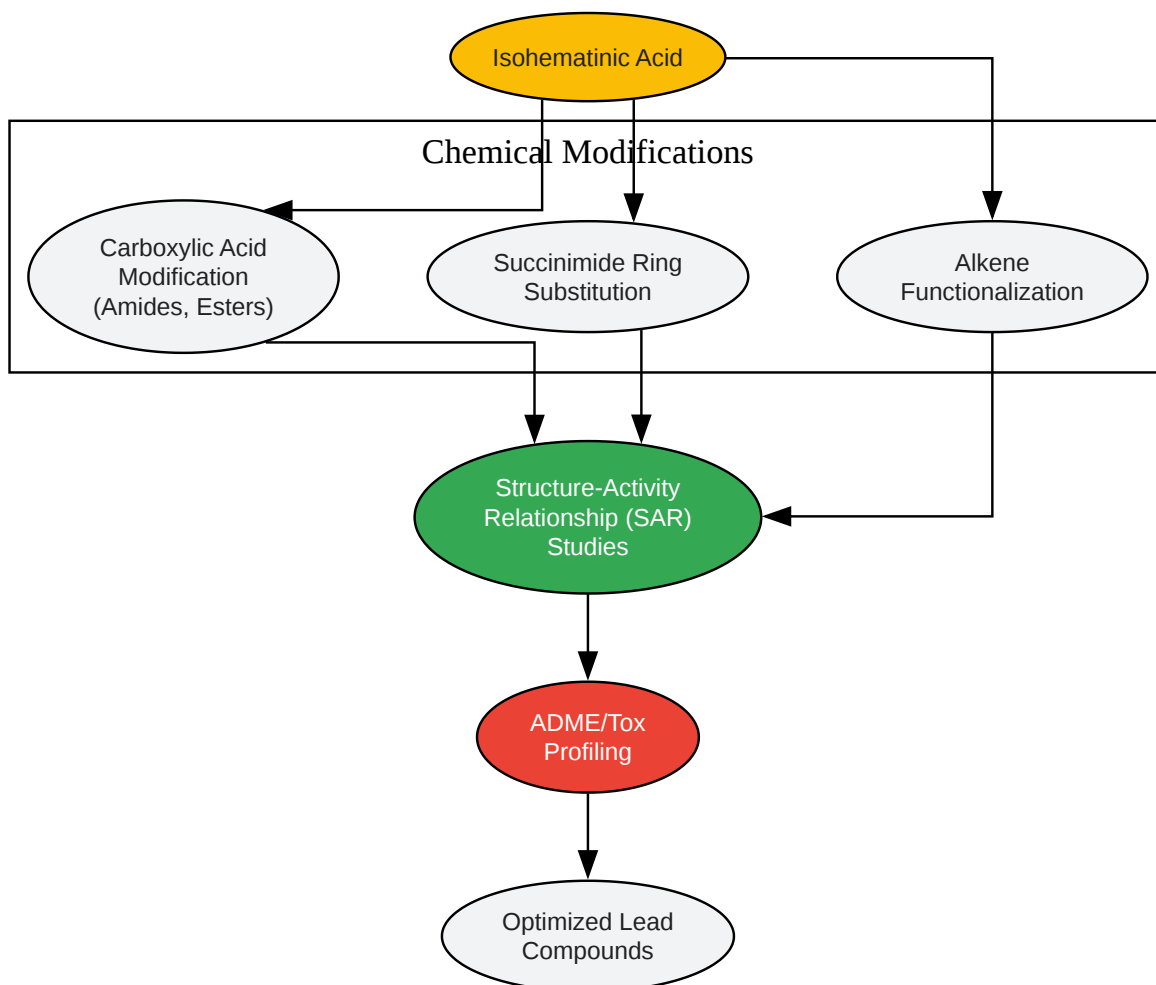 Isohematinic Acid
Chemical Modifications
Carboxylic Acid
Modification
(Amides, Esters)
Succinimide Ring
Substitution
Alkene
Functionalization
Structure-Activity
Relationship (SAR)
Studies
ADME/Tox
Profiling
Optimized Lead
Compounds